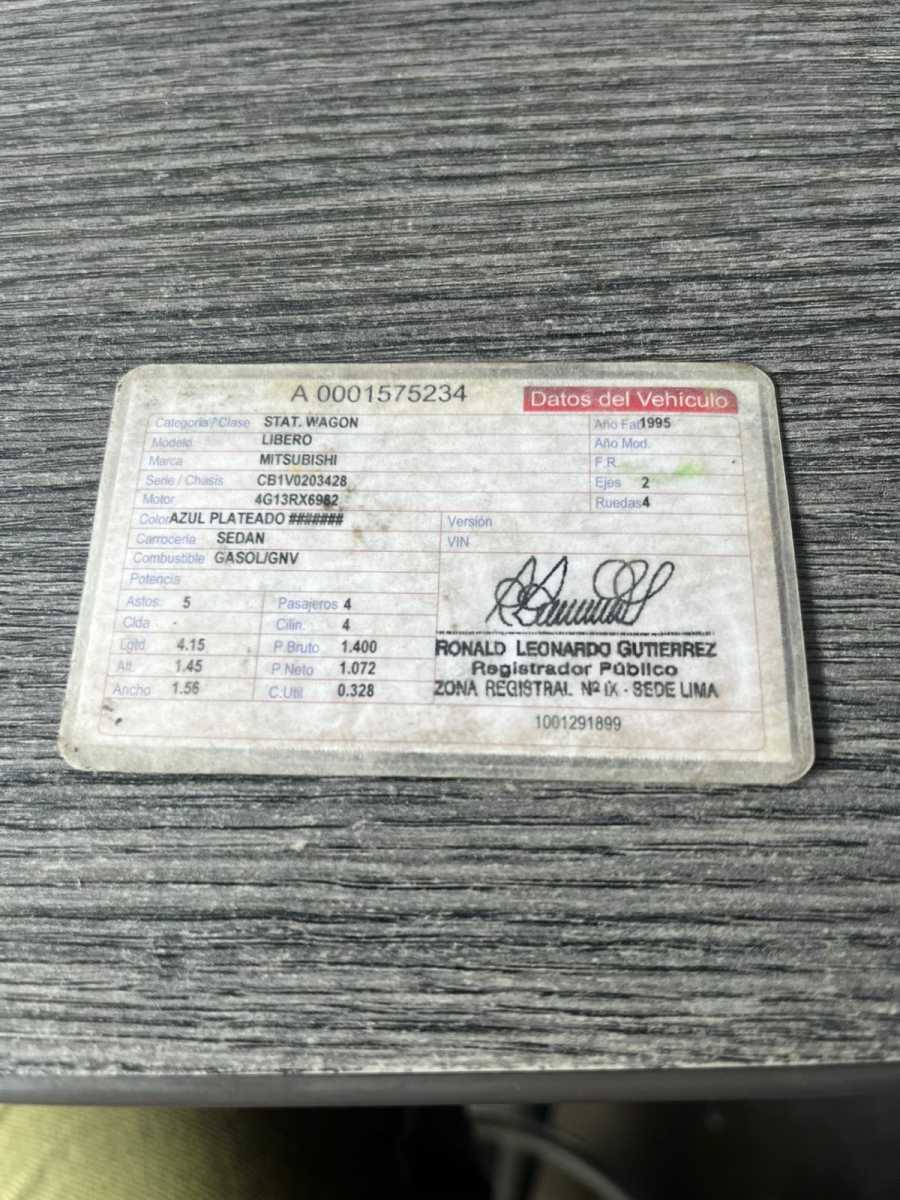 A 0001575234 Datos del Vehículo
Categoria / Clase STAT. WAGON Año Fab 1995
Modelo LIBERO Año Mod.
Marca MITSUBISHI F.R.
Serie / Chasis CB1V0203428 Ejes 2
Motor 4G13RX6982 Ruedas 4
Color AZUL PLATEADO ####### Versión
Carrocería SEDAN VIN
Combustible GASOL/GNV
Potencia
Astos: 5 Pasajeros 4
Clda Cilin. 4
Lgtd 4.15 P.Bruto 1.400
Alt. 1.45 P.Neto 1.072
Ancho 1.56 C.Util 0.328
RONALD LEONARDO GUTIERREZ
Registrador Público
ZONA REGISTRAL Nº IX - SEDE LIMA
1001291899